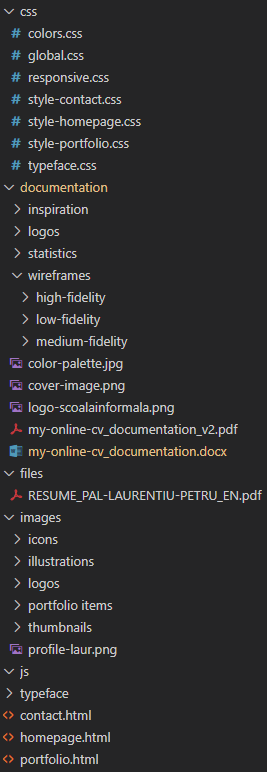 css
colors.css
global.css
responsive.css
style-contact.css
style-homepage.css
style-portfolio.css
typeface.css
documentation
inspiration
logos
statistics
wireframes
high-fidelity
low-fidelity
medium-fidelity
color-palette.jpg
cover-image.png
logo-scoalainformala.png
my-online-cv_documentation_v2.pdf
my-online-cv_documentation.docx
files
RESUME_PAL-LAURENTIU-PETRU_EN.pdf
images
icons
illustrations
logos
portfolio items
thumbnails
profile-laur.png
js
typeface
contact.html
homepage.html
portfolio.html